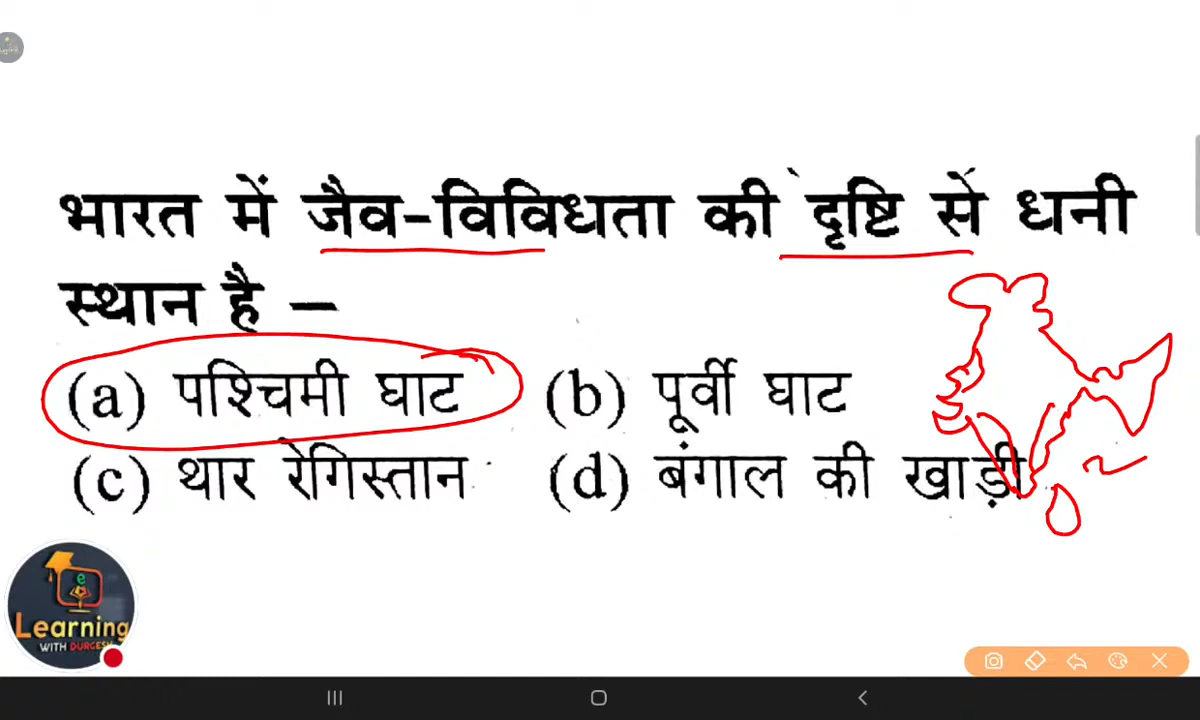 भारत में जैव-विविधता की दृष्टि से धनी
स्थान है –
(a) पश्चिमी घाट (b) पूर्वी घाट
(c) थार रेगिस्तान (d) बंगाल की खाड़ी
e
Learning
WITH DURGESH